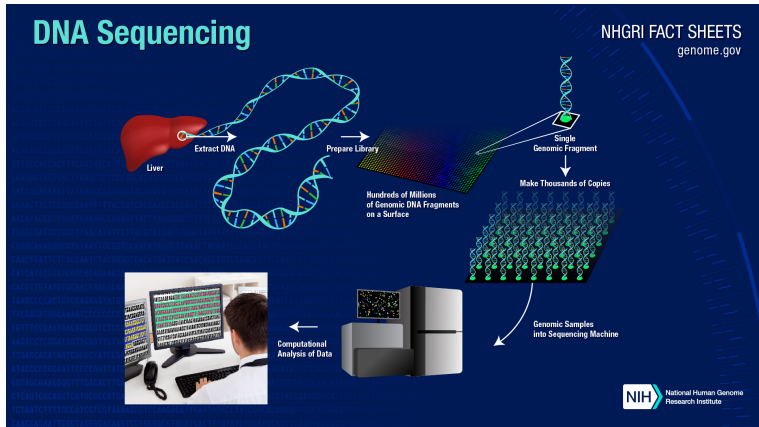 DNA Sequencing
NHGRI FACT SHEETS
genome.gov
Liver
Extract DNA
Prepare Library
Hundreds of Millions
of Genomic DNA Fragments
on a Surface
Single
Genomic Fragment
Make Thousands of Copies
Genomic Samples
into Sequencing Machine
Computational
Analysis of Data
NIH
National Human Genome
Research Institute